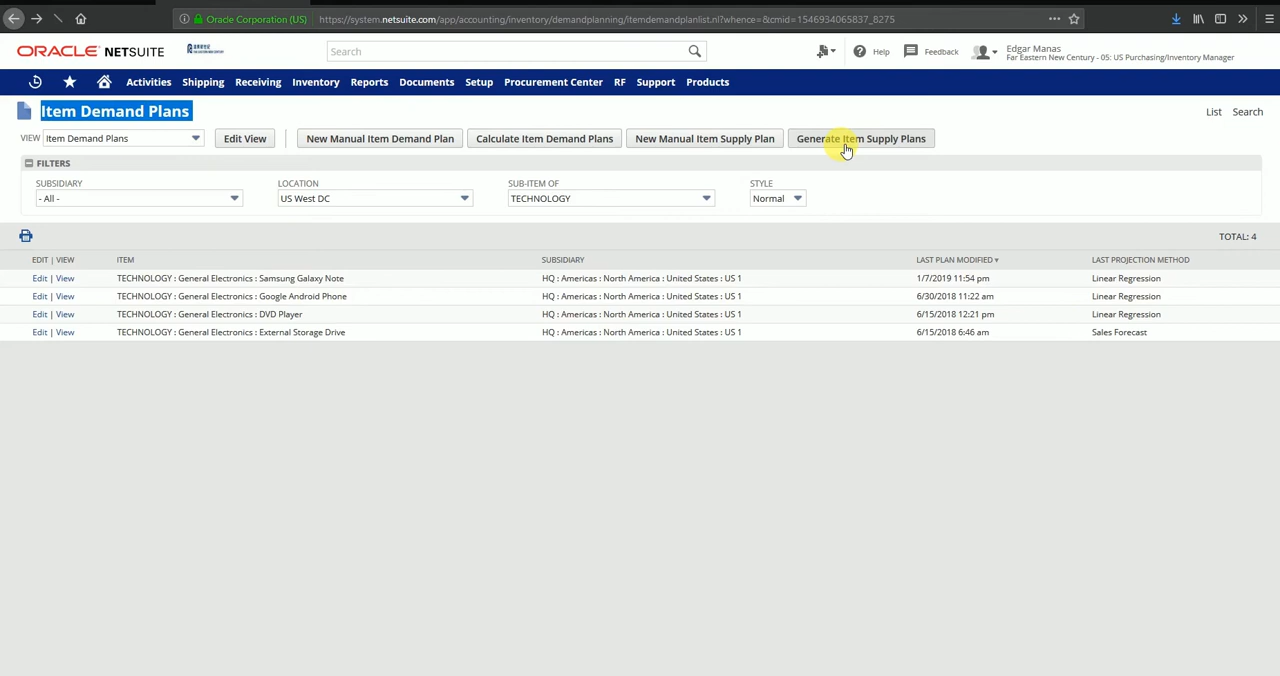 Oracle Corporation (US) https://system.netsuite.com/app/accounting/inventory/demandplanning/itemdemandplanlist.nl?whence=&cmid=1546934065837_8275
ORACLE NETSUITE Search Help Feedback Edgar Manas
Far Eastern New Century - 05: US Purchasing/Inventory Manager
Activities Shipping Receiving Inventory Reports Documents Setup Procurement Center RF Support Products
Item Demand Plans List Search
VIEW Item Demand Plans Edit View New Manual Item Demand Plan Calculate Item Demand Plans New Manual Item Supply Plan Generate Item Supply Plans
FILTERS
SUBSIDIARY LOCATION SUB-ITEM OF STYLE
- All - US West DC TECHNOLOGY Normal
TOTAL: 4
EDIT | VIEW ITEM SUBSIDIARY LAST PLAN MODIFIED LAST PROJECTION METHOD
Edit | View TECHNOLOGY : General Electronics : Samsung Galaxy Note HQ : Americas : North America : United States : US 1 1/7/2019 11:54 pm Linear Regression
Edit | View TECHNOLOGY : General Electronics : Google Android Phone HQ : Americas : North America : United States : US 1 6/30/2018 11:22 am Linear Regression
Edit | View TECHNOLOGY : General Electronics : DVD Player HQ : Americas : North America : United States : US 1 6/15/2018 12:21 pm Linear Regression
Edit | View TECHNOLOGY : General Electronics : External Storage Drive HQ : Americas : North America : United States : US 1 6/15/2018 6:46 am Sales Forecast